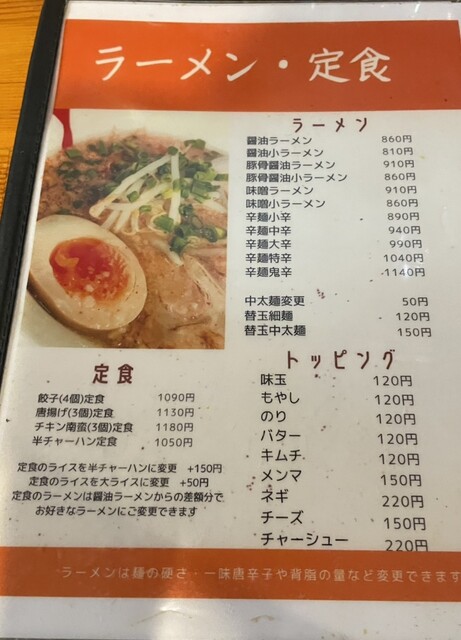 ラーメン・定食
ラーメン
醤油ラーメン 860円
醤油小ラーメン 810円
豚骨醤油ラーメン 910円
豚骨醤油小ラーメン 860円
味噌ラーメン 910円
味噌小ラーメン 860円
辛麺小辛 890円
辛麺中辛 940円
辛麺大辛 990円
辛麺特辛 1040円
辛麺鬼辛 1140円
中太麺変更 50円
替玉細麺 120円
替玉中太麺 150円
定食
餃子(4個)定食 1090円
唐揚げ(3個)定食 1130円
チキン南蛮(3個)定食 1180円
半チャーハン定食 1050円
定食のライスを半チャーハンに変更 +150円
定食のライスを大ライスに変更 +50円
定食のラーメンは醤油ラーメンからの差額分で
お好きなラーメンにご変更できます
トッピング
味玉 120円
もやし 120円
のり 120円
バター 120円
キムチ 120円
メンマ 150円
ネギ 220円
チーズ 150円
チャーシュー 220円
ラーメンは麺の硬さ・一味唐辛子や背脂の量など変更できます